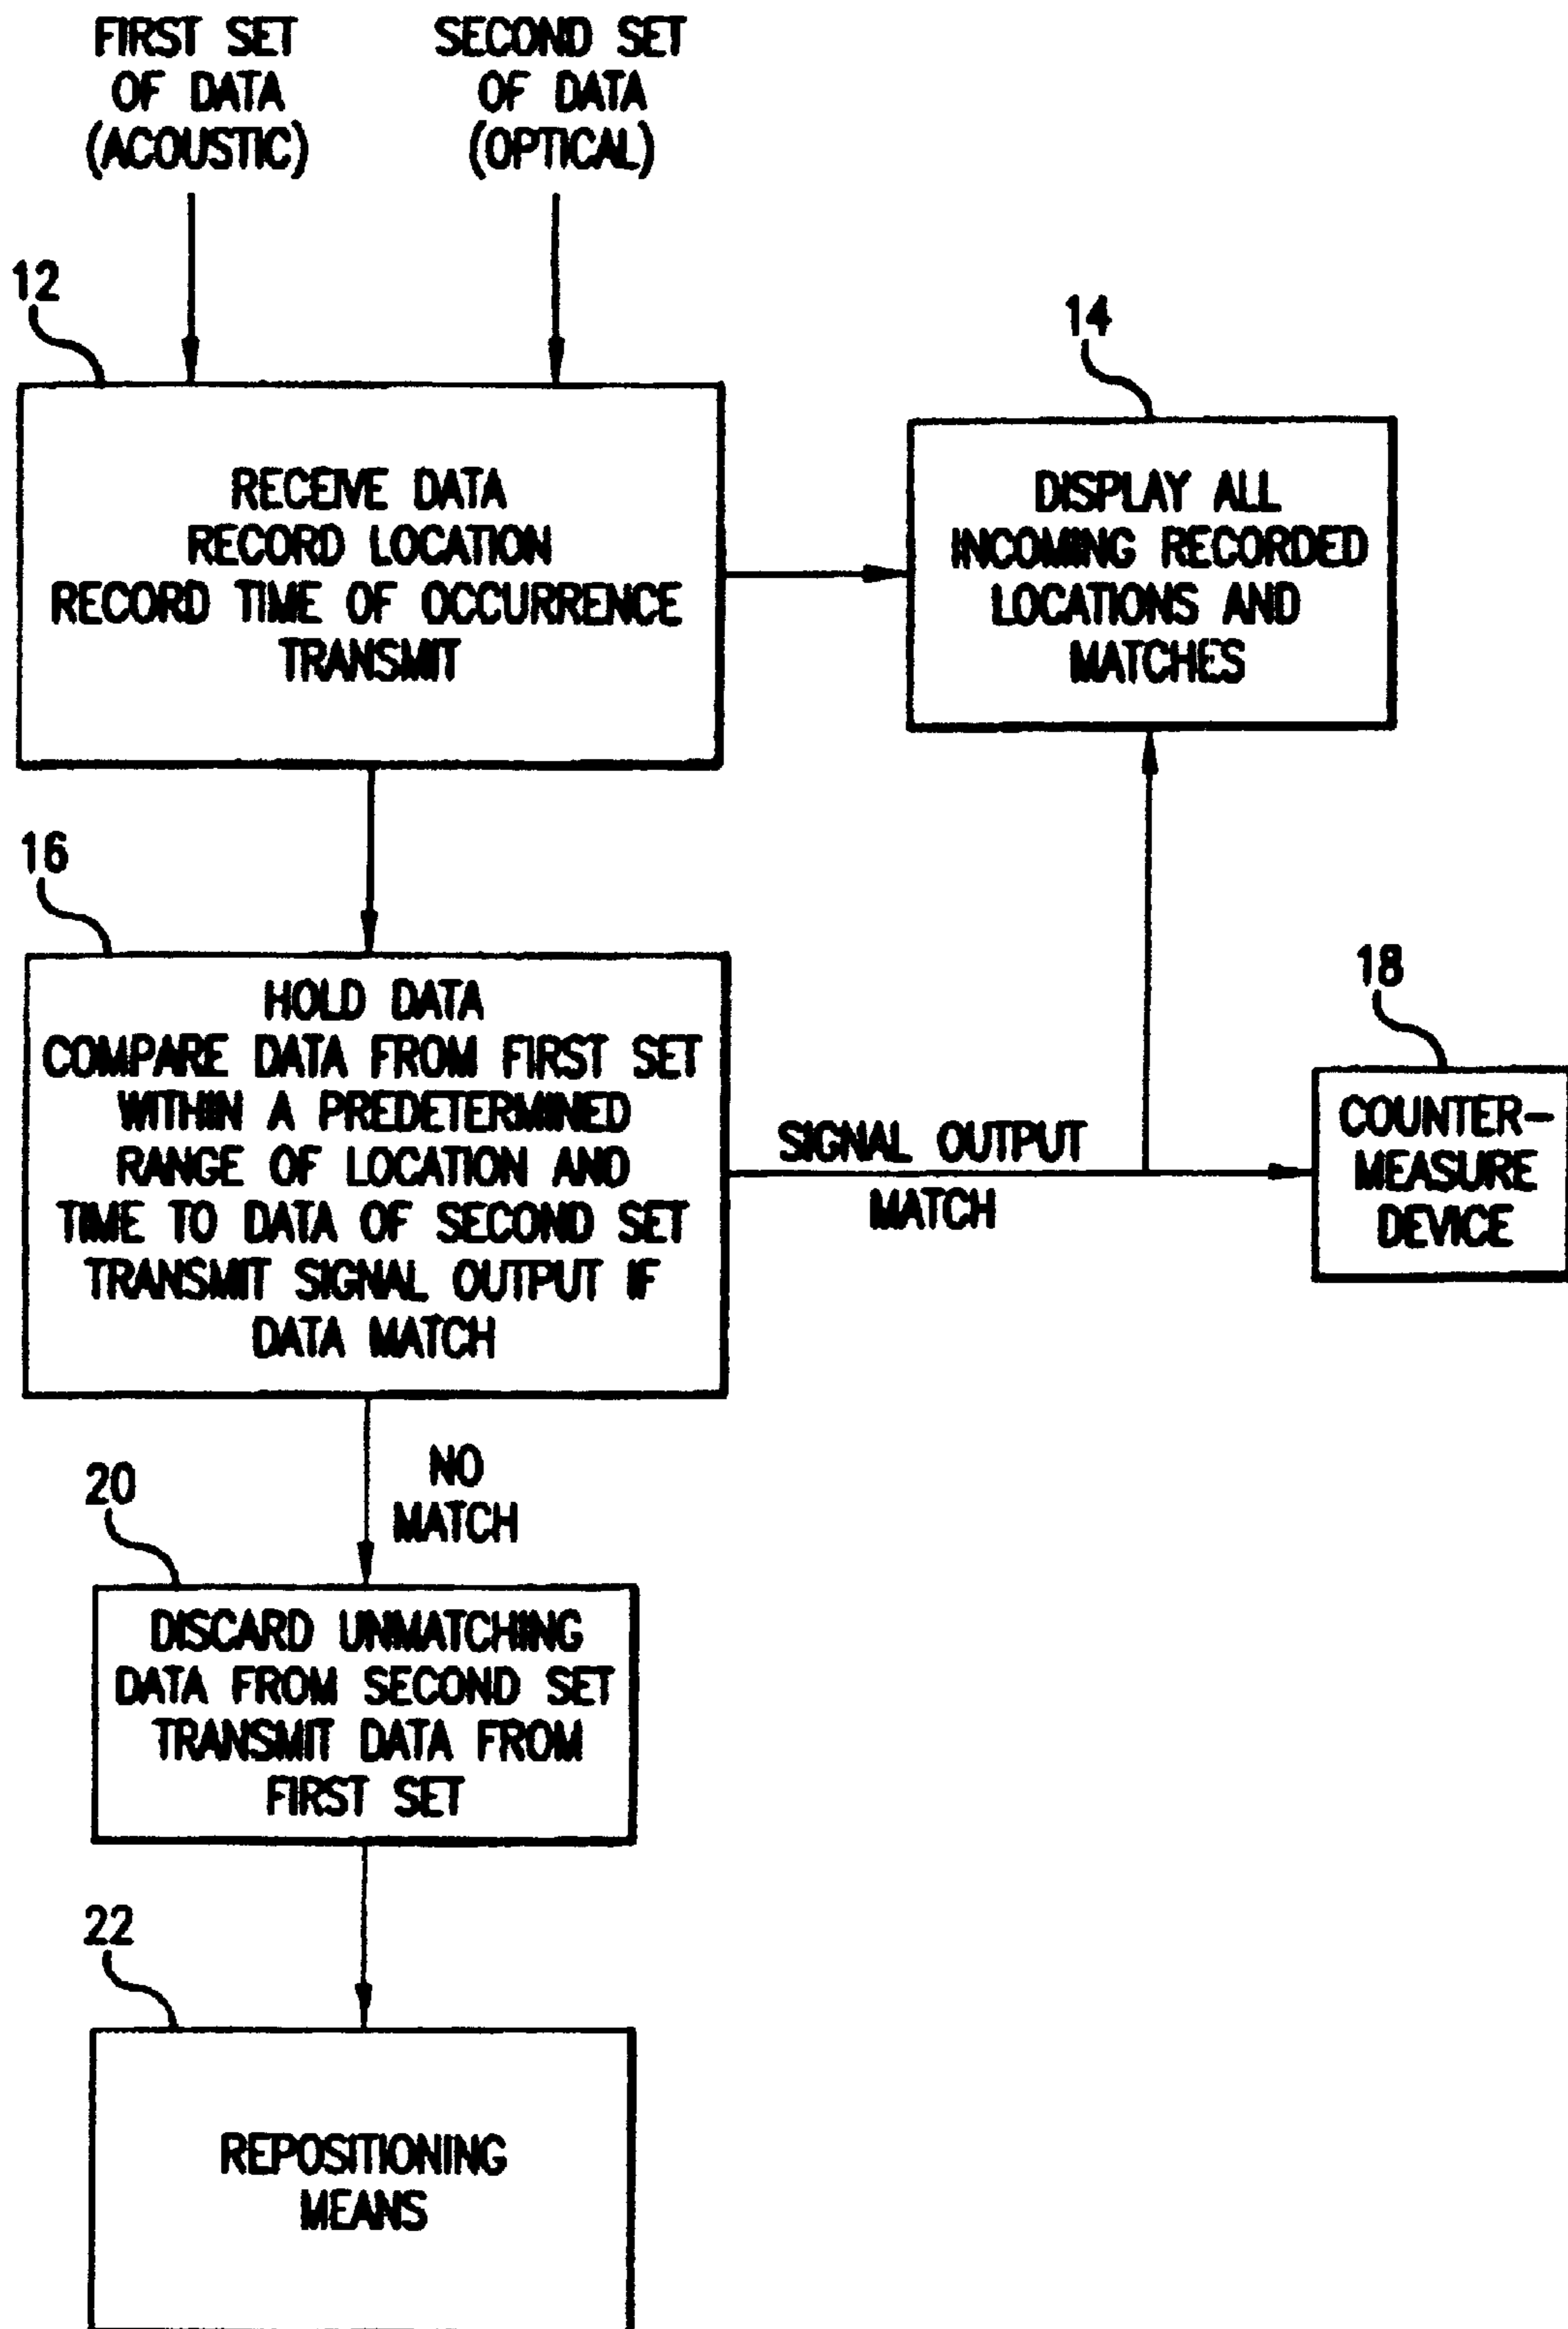 FIRST SET
OF DATA
(ACOUSTIC)
SECOND SET
OF DATA
(OPTICAL)
12
RECEIVE DATA
RECORD LOCATION
RECORD TIME OF OCCURRENCE
TRANSMIT
14
DISPLAY ALL
INCOMING RECORDED
LOCATIONS AND
MATCHES
16
HOLD DATA
COMPARE DATA FROM FIRST SET
WITHIN A PREDETERMINED
RANGE OF LOCATION AND
TIME TO DATA OF SECOND SET
TRANSMIT SIGNAL OUTPUT IF
DATA MATCH
SIGNAL OUTPUT
MATCH
18
COUNTER-
MEASURE
DEVICE
NO
MATCH
20
DISCARD UNMATCHING
DATA FROM SECOND SET
TRANSMIT DATA FROM
FIRST SET
22
REPOSITIONING
MEANS